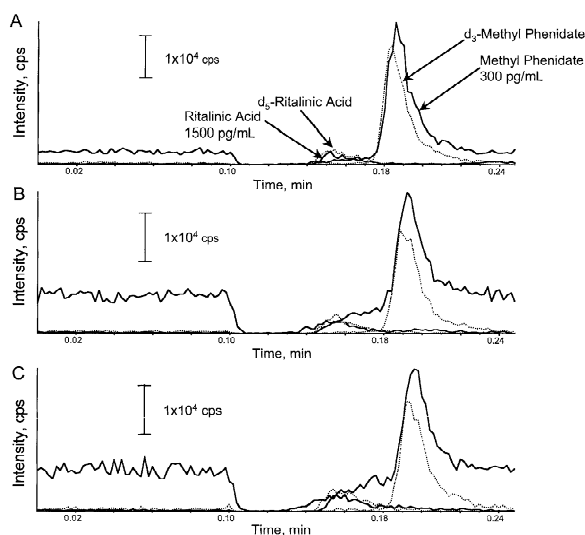 A
Intensity, cps
1x10⁴ cps
d₃-Methyl Phenidate
Methyl Phenidate
300 pg/mL
d₅-Ritalinic Acid
Ritalinic Acid
1500 pg/mL
0.02 0.10 0.18 0.24
Time, min
B
Intensity, cps
1x10⁴ cps
0.02 0.10 0.18 0.24
Time, min
C
Intensity, cps
1x10⁴ cps
0.02 0.10 0.18 0.24
Time, min